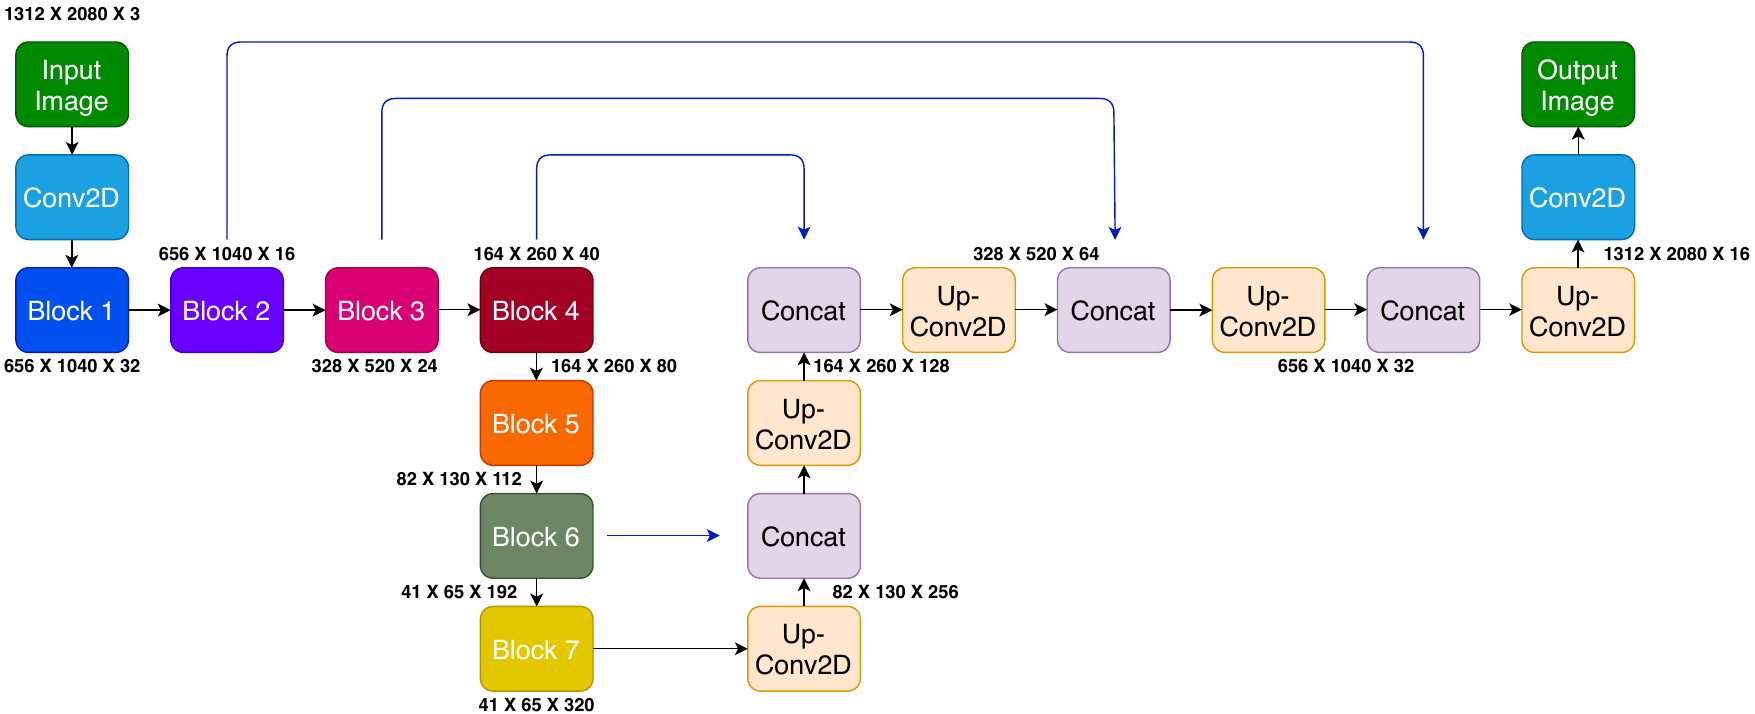 1312 X 2080 X 3
Input
Image
Output
Image
Conv2D
Conv2D
656 X 1040 X 16
164 X 260 X 40
328 X 520 X 64
1312 X 2080 X 16
Block 1
Block 2
Block 3
Block 4
Concat
Up-
Conv2D
Concat
Up-
Conv2D
Concat
Up-
Conv2D
656 X 1040 X 32
328 X 520 X 24
164 X 260 X 80
164 X 260 X 128
656 X 1040 X 32
Block 5
Up-
Conv2D
82 X 130 X 112
Block 6
Concat
41 X 65 X 192
82 X 130 X 256
Block 7
Up-
Conv2D
41 X 65 X 320